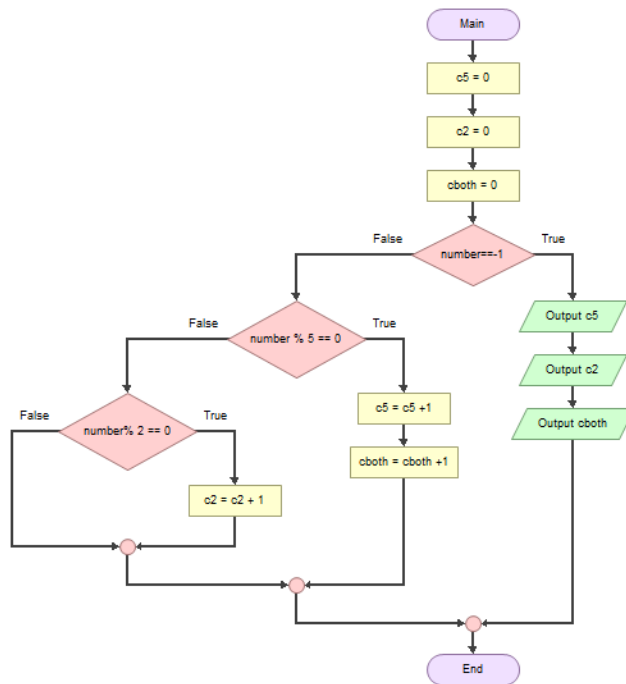 Main
c5 = 0
c2 = 0
cboth = 0
False
number==-1
True
False
number % 5 == 0
True
Output c5
False
number% 2 == 0
True
c5 = c5 +1
Output c2
cboth = cboth +1
Output cboth
c2 = c2 + 1
End